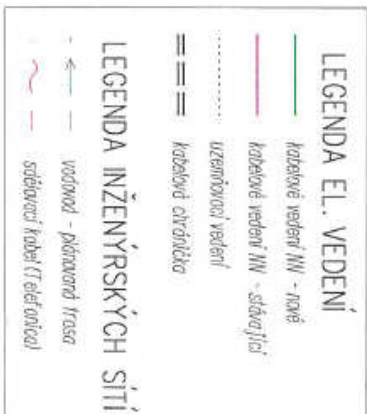 LEGENDA EL. VEDENÍ
kabelové vedení NN - nové
kabelové vedení NN - stávající
uzemňovací vedení
kabelová chránička
LEGENDA INŽENÝRSKÝCH SÍTÍ
vodovod - plánovaná trasa
sdělovací kabel (Telefonica)